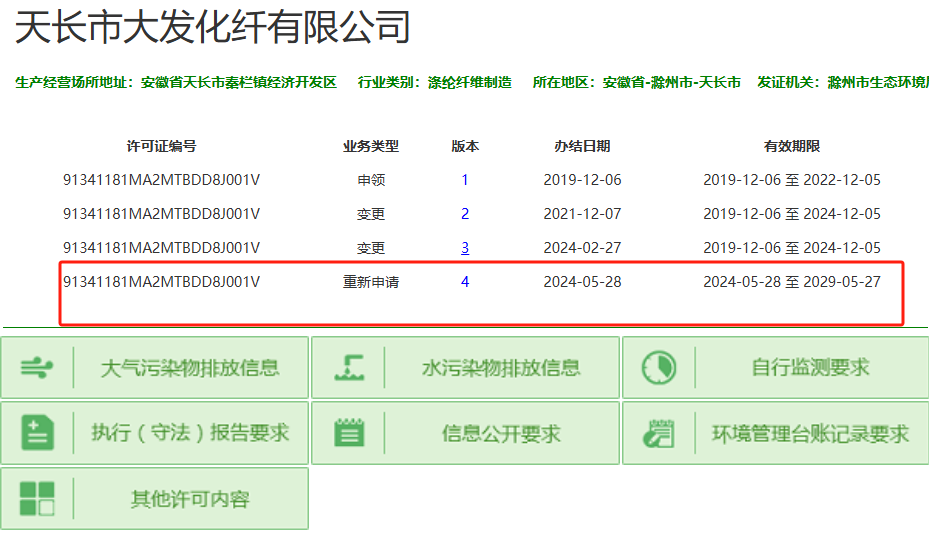 天长市大发化纤有限公司
生产经营场所地址：安徽省天长市秦栏镇经济开发区 行业类别：涤纶纤维制造 所在地区：安徽省-滁州市-天长市 发证机关：滁州市生态环境局
许可证编号 业务类型 版本 办结日期 有效期限
91341181MA2MTBDD8J001V 申领 1 2019-12-06 2019-12-06 至 2022-12-05
91341181MA2MTBDD8J001V 变更 2 2021-12-07 2019-12-06 至 2024-12-05
91341181MA2MTBDD8J001V 变更 3 2024-02-27 2019-12-06 至 2024-12-05
91341181MA2MTBDD8J001V 重新申请 4 2024-05-28 2024-05-28 至 2029-05-27
大气污染物排放信息 水污染物排放信息 自行监测要求
执行（守法）报告要求 信息公开要求 环境管理台账记录要求
其他许可内容